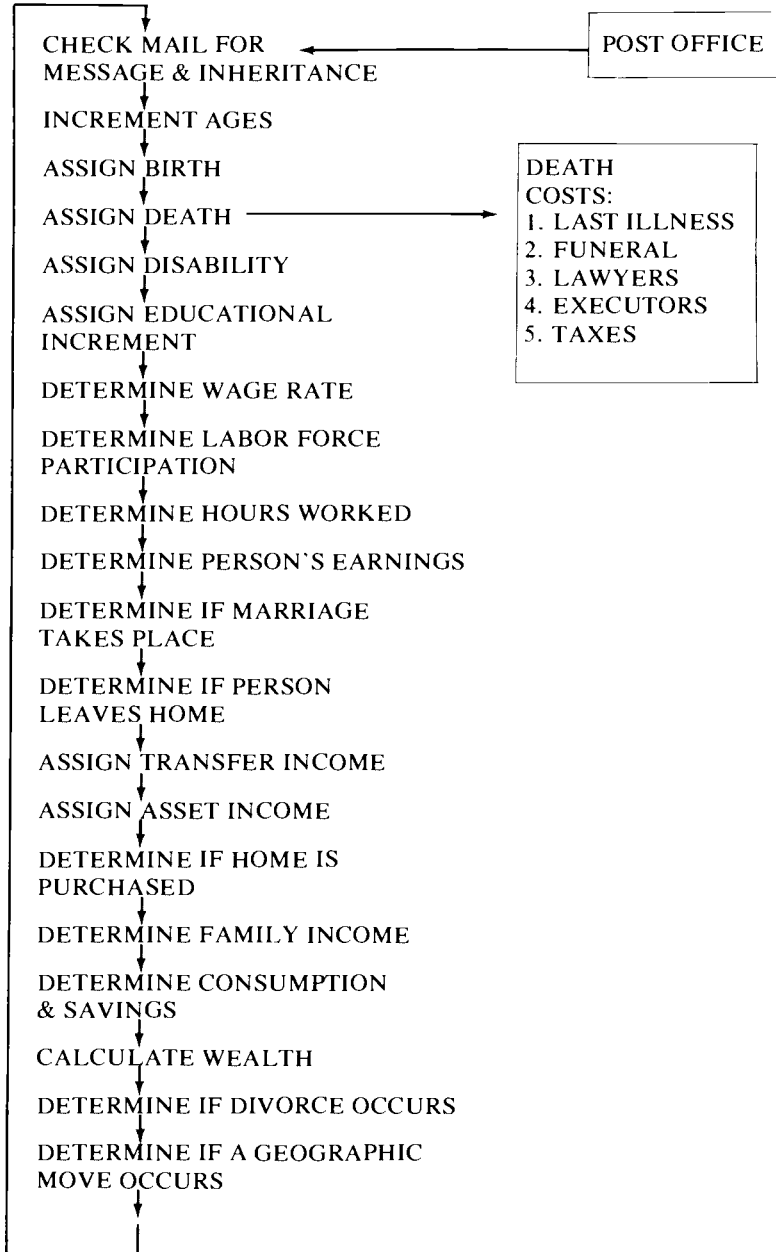 CHECK MAIL FOR
MESSAGE & INHERITANCE
POST OFFICE
INCREMENT AGES
ASSIGN BIRTH
ASSIGN DEATH
DEATH
COSTS:
1. LAST ILLNESS
2. FUNERAL
3. LAWYERS
4. EXECUTORS
5. TAXES
ASSIGN DISABILITY
ASSIGN EDUCATIONAL
INCREMENT
DETERMINE WAGE RATE
DETERMINE LABOR FORCE
PARTICIPATION
DETERMINE HOURS WORKED
DETERMINE PERSON'S EARNINGS
DETERMINE IF MARRIAGE
TAKES PLACE
DETERMINE IF PERSON
LEAVES HOME
ASSIGN TRANSFER INCOME
ASSIGN ASSET INCOME
DETERMINE IF HOME IS
PURCHASED
DETERMINE FAMILY INCOME
DETERMINE CONSUMPTION
& SAVINGS
CALCULATE WEALTH
DETERMINE IF DIVORCE OCCURS
DETERMINE IF A GEOGRAPHIC
MOVE OCCURS